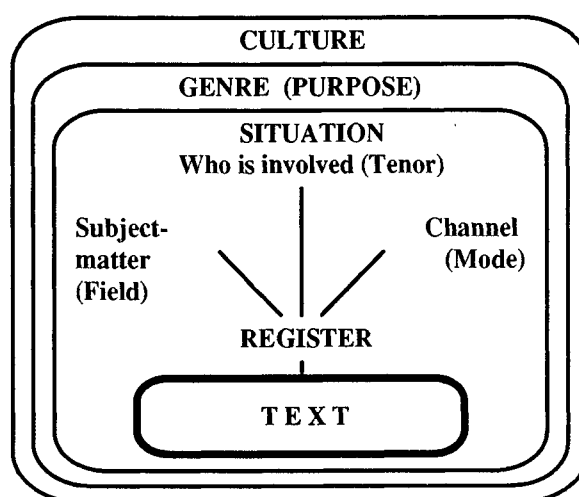 CULTURE
GENRE (PURPOSE)
SITUATION
Who is involved (Tenor)
Subject-
matter
(Field)
Channel
(Mode)
REGISTER
TEXT